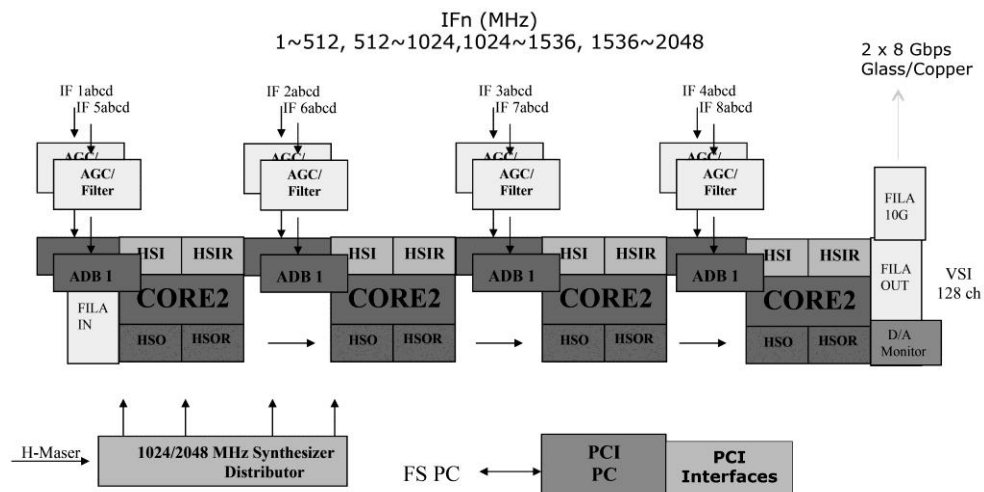 IFn (MHz)
1~512, 512~1024,1024~1536, 1536~2048
2 x 8 Gbps
Glass/Copper
IF 1abcd
IF 5abcd
IF 2abcd
IF 6abcd
IF 3abcd
IF 7abcd
IF 4abcd
IF 8abcd
AGC/
AGC/
Filter
AGC/
AGC/
Filter
AGC/
AGC/
Filter
AGC/
AGC/
Filter
FILA
10G
ADB 1
HSI
HSIR
ADB 1
HSI
HSIR
ADB 1
HSI
HSIR
ADB 1
HSI
HSIR
FILA
OUT
VSI
128 ch
FILA
IN
CORE2
CORE2
CORE2
CORE2
HSO
HSOR
HSO
HSOR
HSO
HSOR
HSO
HSOR
D/A
Monitor
H-Maser
1024/2048 MHz Synthesizer
Distributor
FS PC
PCI
PC
PCI
Interfaces